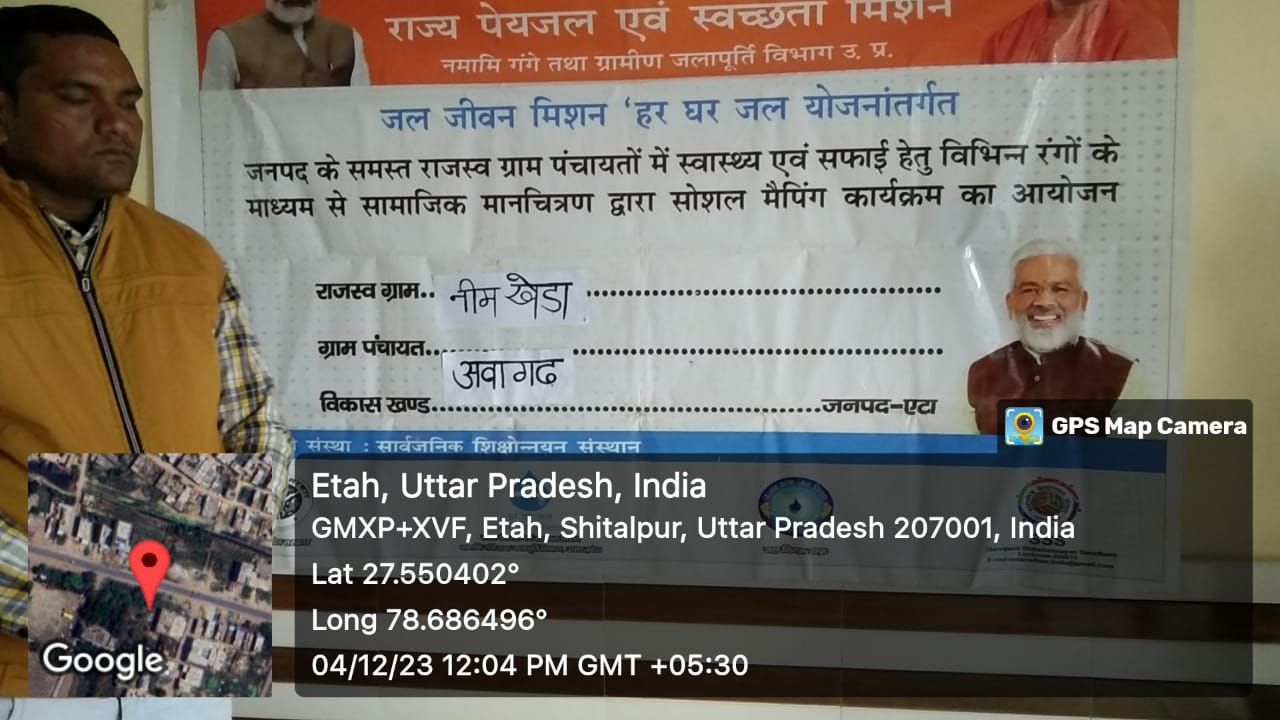 राज्य पेयजल एवं स्वच्छता मिशन
नमामि गंगे तथा ग्रामीण जलापूर्ति विभाग उ. प्र.
जल जीवन मिशन 'हर घर जल योजनांतर्गत
जनपद के समस्त राजस्व ग्राम पंचायतों में स्वास्थ्य एवं सफाई हेतु विभिन्न रंगों के
माध्यम से सामाजिक मानचित्रण द्वारा सोशल मैपिंग कार्यक्रम का आयोजन
राजस्व ग्राम.. नीम खेडा
ग्राम पंचायत..
अवागढ
विकास खण्ड.................................................जनपद-एटा
संस्था : सार्वजनिक शिक्षोन्नयन संस्थान
GPS Map Camera
Etah, Uttar Pradesh, India
GMXP+XVF, Etah, Shitalpur, Uttar Pradesh 207001, India
Lat 27.550402°
Long 78.686496°
04/12/23 12:04 PM GMT +05:30
Google
SSS